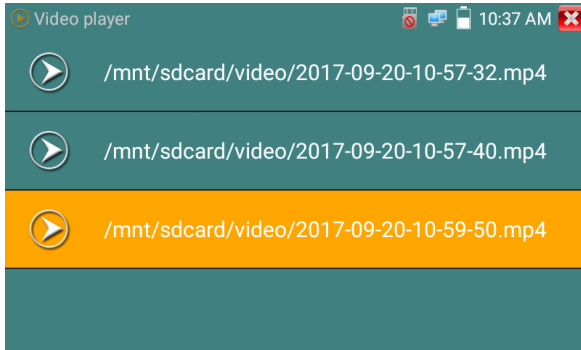 Video player
10:37 AM
/mnt/sdcard/video/2017-09-20-10-57-32.mp4
/mnt/sdcard/video/2017-09-20-10-57-40.mp4
/mnt/sdcard/video/2017-09-20-10-59-50.mp4